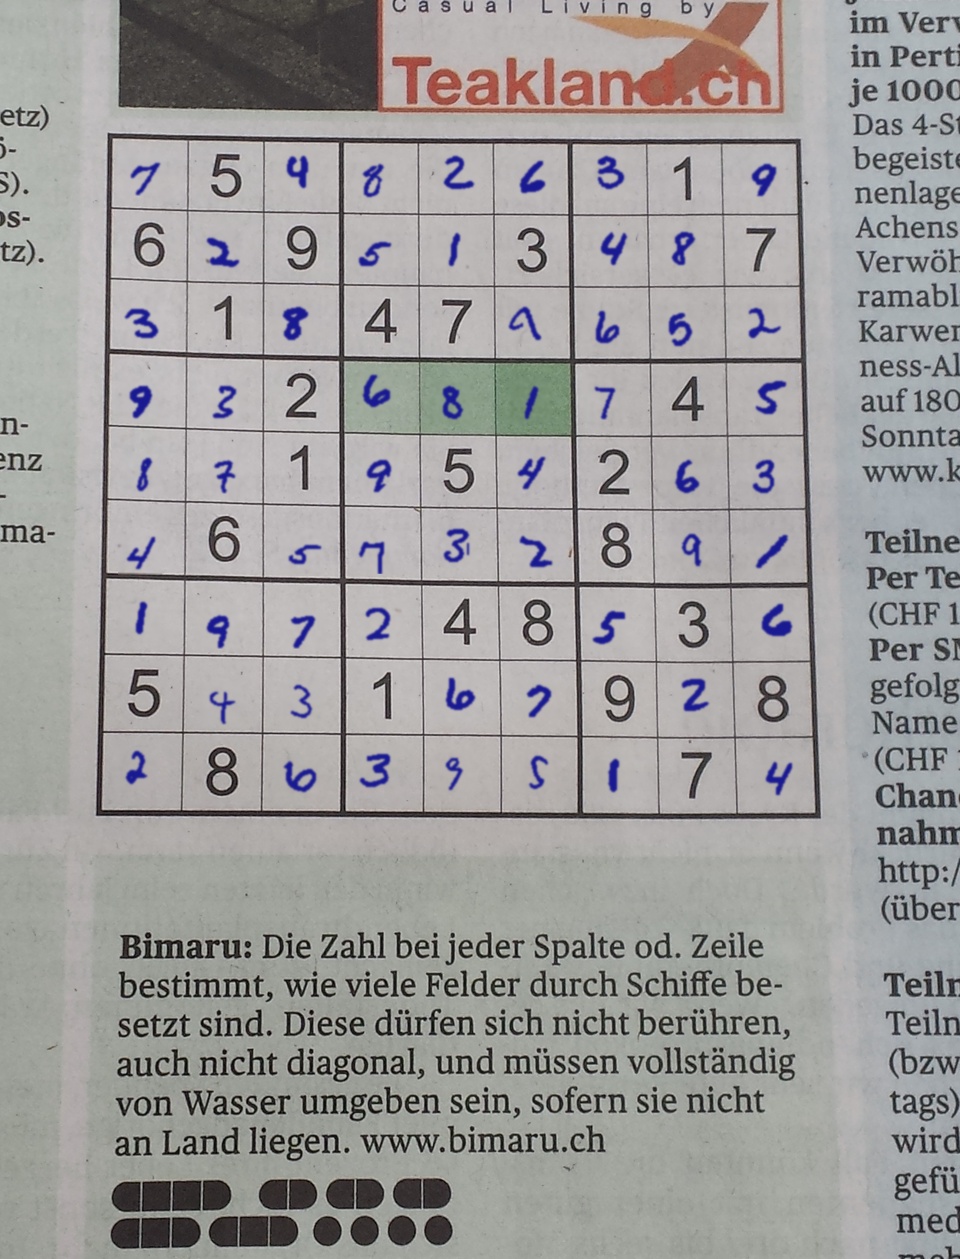 Casual Living by
Teakland.ch
etz)
ö-
S).
os-
tz).
n-
enz
-
ma-
7 5 4 8 2 6 3 1 9
6 2 9 5 1 3 4 8 7
3 1 8 4 7 9 6 5 2
9 3 2 6 8 1 7 4 5
8 7 1 9 5 4 2 6 3
4 6 5 7 3 2 8 9 1
1 9 7 2 4 8 5 3 6
5 4 3 1 6 7 9 2 8
2 8 6 3 9 5 1 7 4
Bimaru: Die Zahl bei jeder Spalte od. Zeile
bestimmt, wie viele Felder durch Schiffe be-
setzt sind. Diese dürfen sich nicht berühren,
auch nicht diagonal, und müssen vollständig
von Wasser umgeben sein, sofern sie nicht
an Land liegen. www.bimaru.ch
im Verw
in Perti
je 1000
Das 4-St
begeiste
nenlage
Achens
Verwöh
ramabli
Karwen
ness-Al
auf 180
Sonnta
www.k
Teilne
Per Te
(CHF 1
Per SM
gefolg
Name
(CHF 1
Chanc
nahm
http:/
(über
Teiln
Teiln
(bzw
tags)
wird
gefü
med